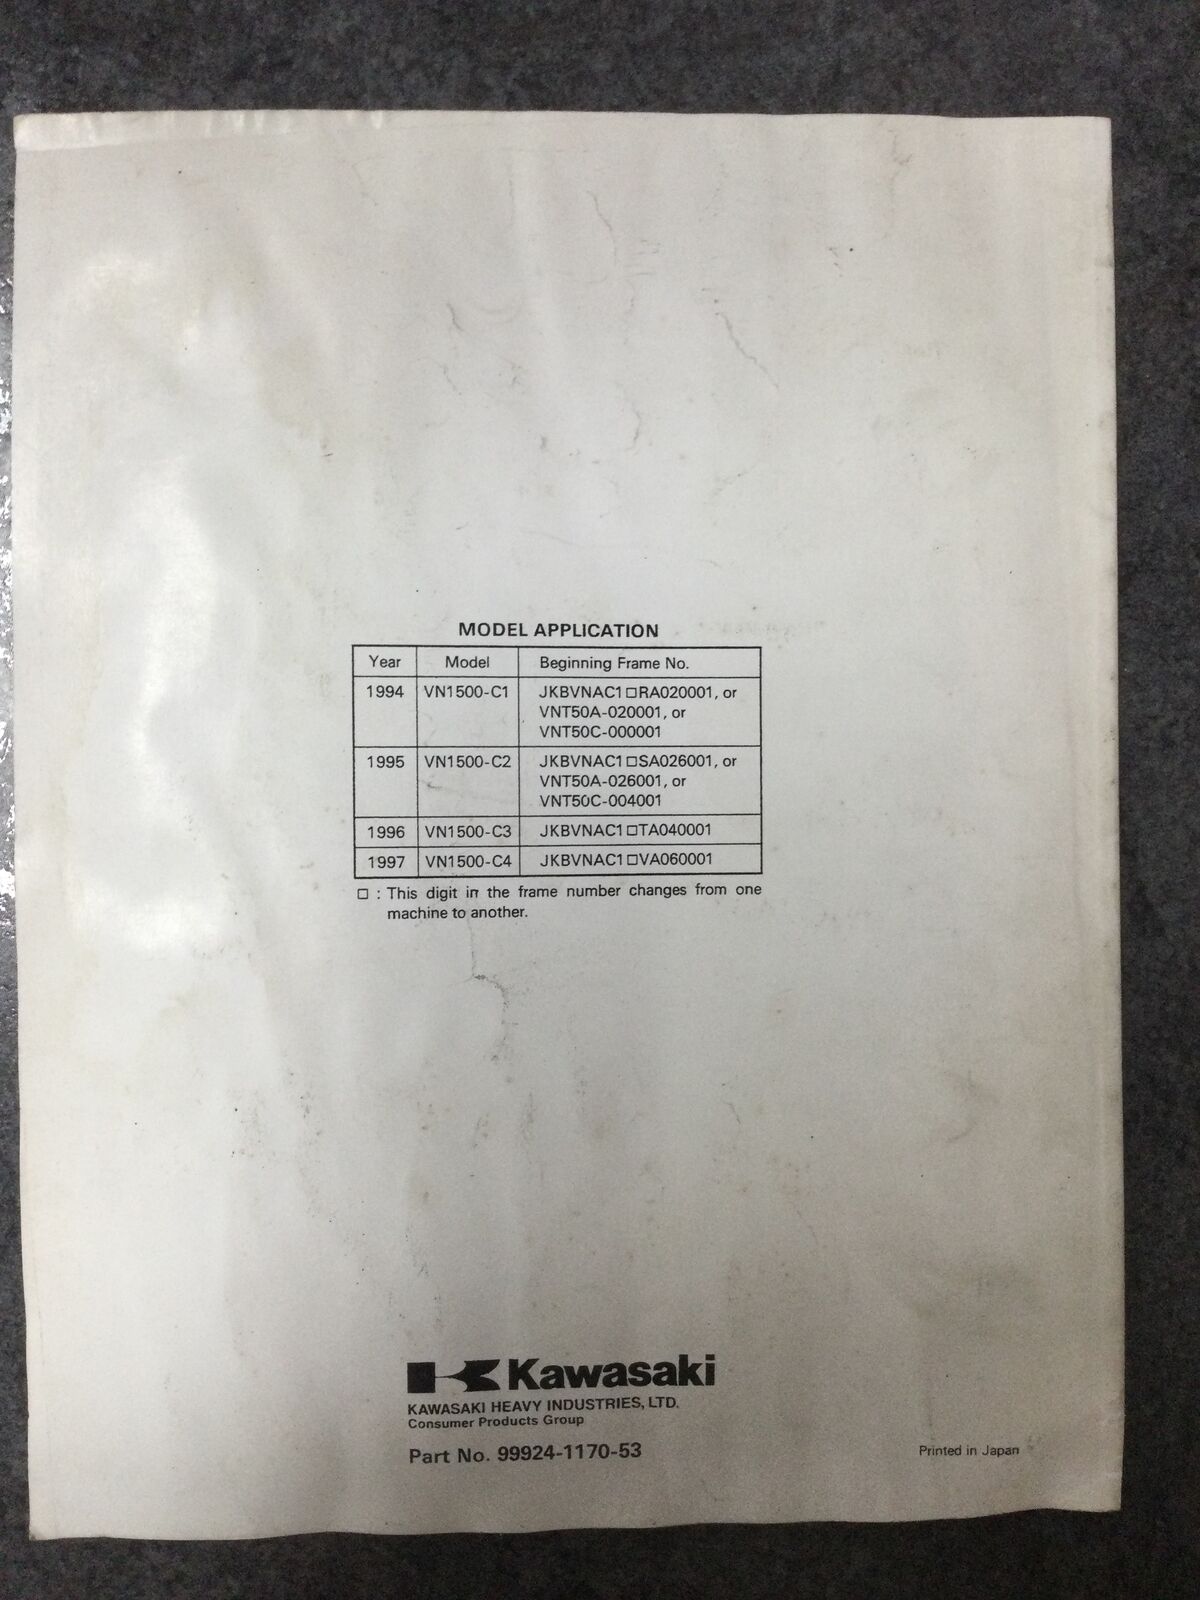 MODEL APPLICATION
Year Model Beginning Frame No.
1994 VN1500-C1 JKBVNAC1□RA020001, or
VNT50A-020001, or
VNT50C-000001
1995 VN1500-C2 JKBVNAC1□SA026001, or
VNT50A-026001, or
VNT50C-004001
1996 VN1500-C3 JKBVNAC1□TA040001
1997 VN1500-C4 JKBVNAC1□VA060001
□ : This digit in the frame number changes from one
machine to another.
Kawasaki
KAWASAKI HEAVY INDUSTRIES, LTD.
Consumer Products Group
Part No. 99924-1170-53
Printed in Japan